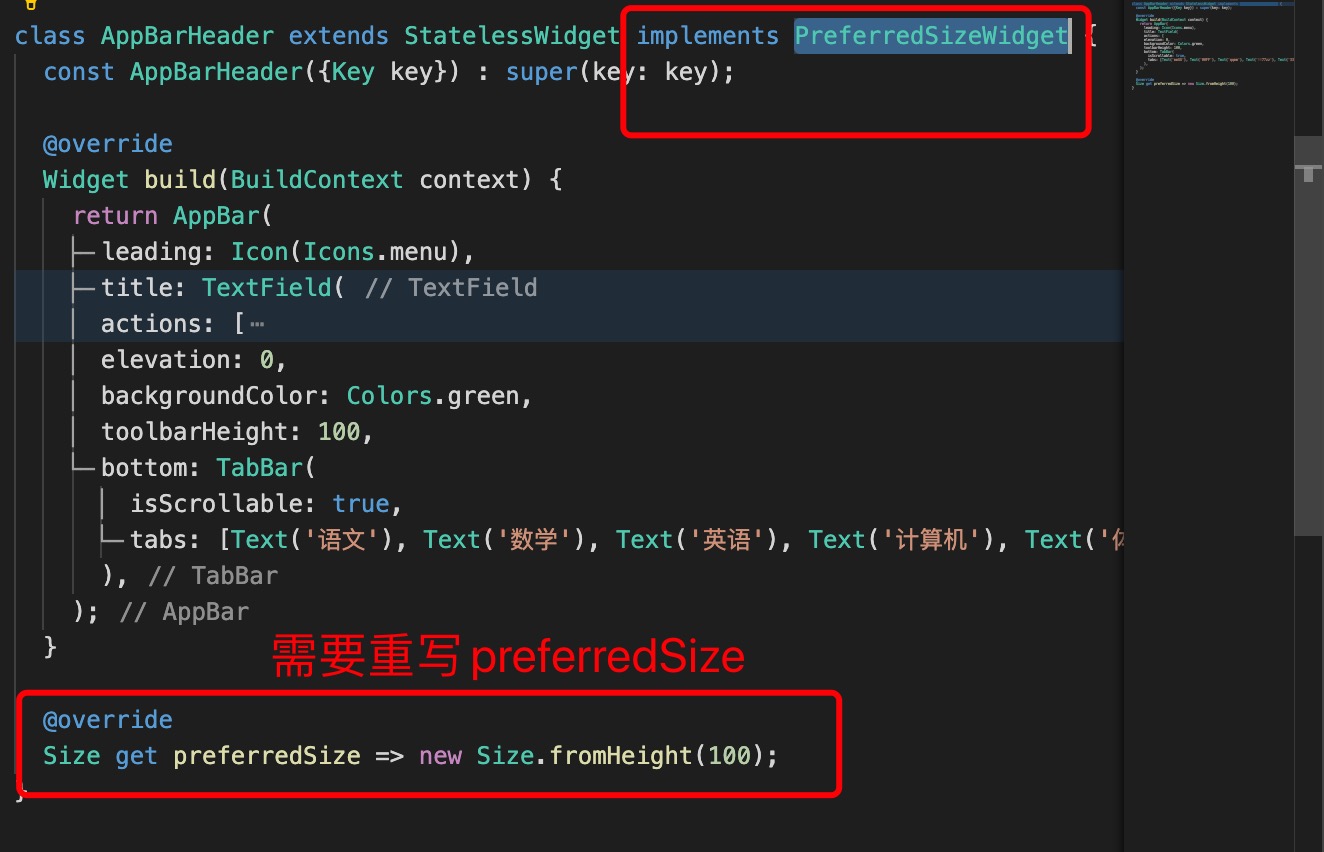 class AppBarHeader extends StatelessWidget implements PreferredSizeWidget {
const AppBarHeader({Key key}) : super(key: key);
@override
Widget build(BuildContext context) {
return AppBar(
leading: Icon(Icons.menu),
title: TextField( // TextField
actions: [⋯
elevation: 0,
backgroundColor: Colors.green,
toolbarHeight: 100,
bottom: TabBar(
isScrollable: true,
tabs: [Text('语文'), Text('数学'), Text('英语'), Text('计算机'), Text('
), // TabBar
); // AppBar
}
需要重写 preferredSize
@override
Size get preferredSize => new Size.fromHeight(100);
}